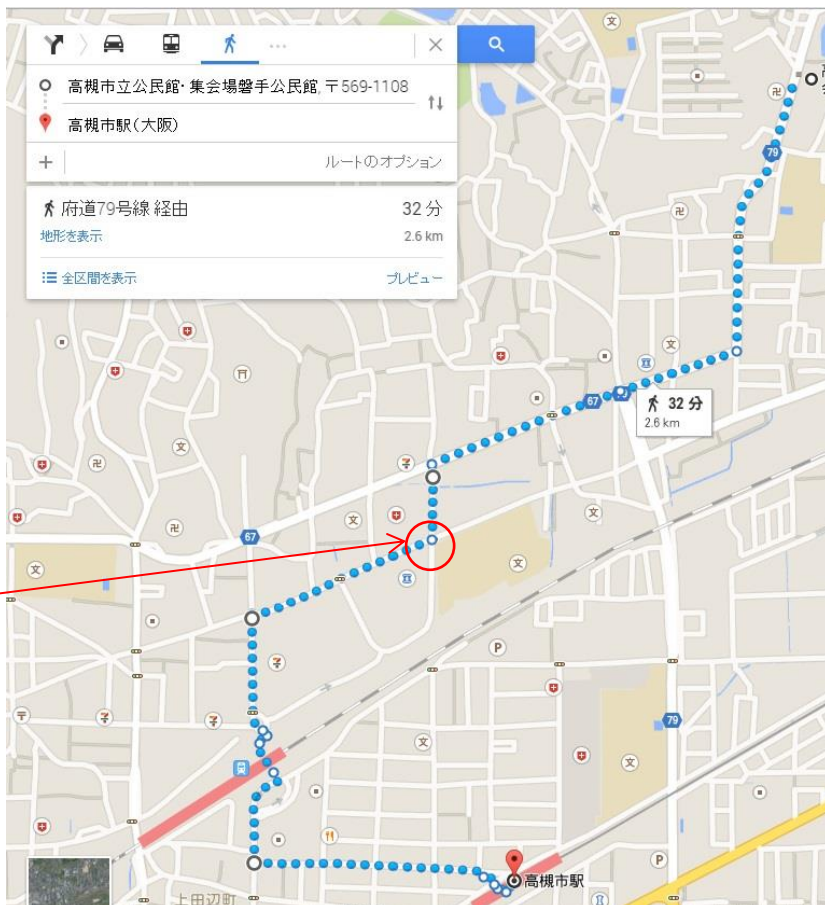 高槻市立公民館・集会場磐手公民館, 〒569-1108
高槻市駅(大阪)
ルートのオプション
府道79号線 経由 32 分
地形を表示 2.6 km
全区間を表示 プレビュー
79
67
32 分
2.6 km
67
79
高槻市駅
上田辺町